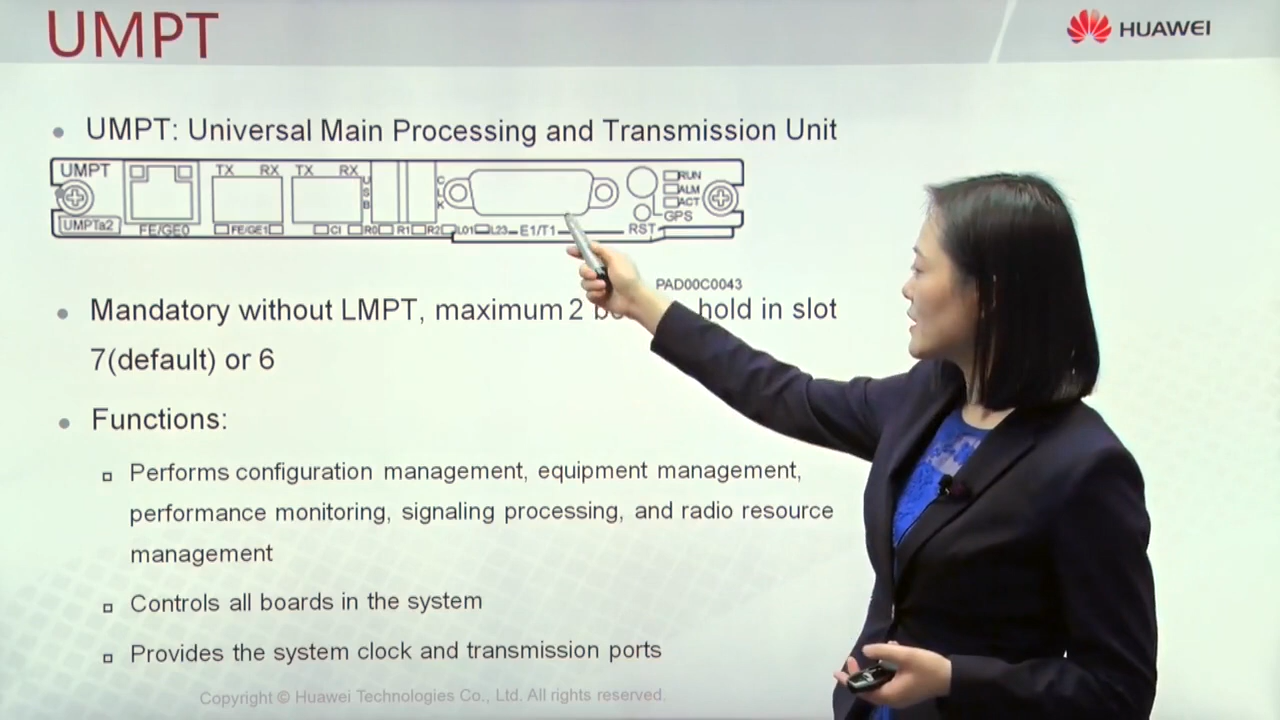 UMPT
HUAWEI
UMPT: Universal Main Processing and Transmission Unit
UMPT TX RX TX RX USB CLK RUN
ALM
ACT
UMPTa2 FE/GE0 FE/GE1 CI R0 R1 R2 L01 L23 E1/T1 RST GPS
PAD00C0043
Mandatory without LMPT, maximum 2 hold in slot
7(default) or 6
Functions:
Performs configuration management, equipment management,
performance monitoring, signaling processing, and radio resource
management
Controls all boards in the system
Provides the system clock and transmission ports
Copyright © Huawei Technologies Co., Ltd. All rights reserved.